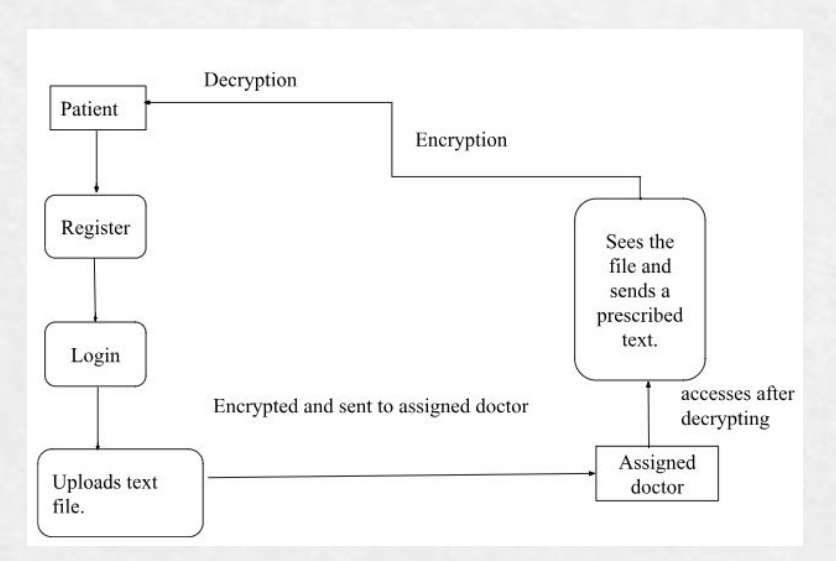 Decryption
Patient
Encryption
Register
Sees the
file and
sends a
prescribed
text.
Login
accesses after
decrypting
Encrypted and sent to assigned doctor
Uploads text
file.
Assigned
doctor